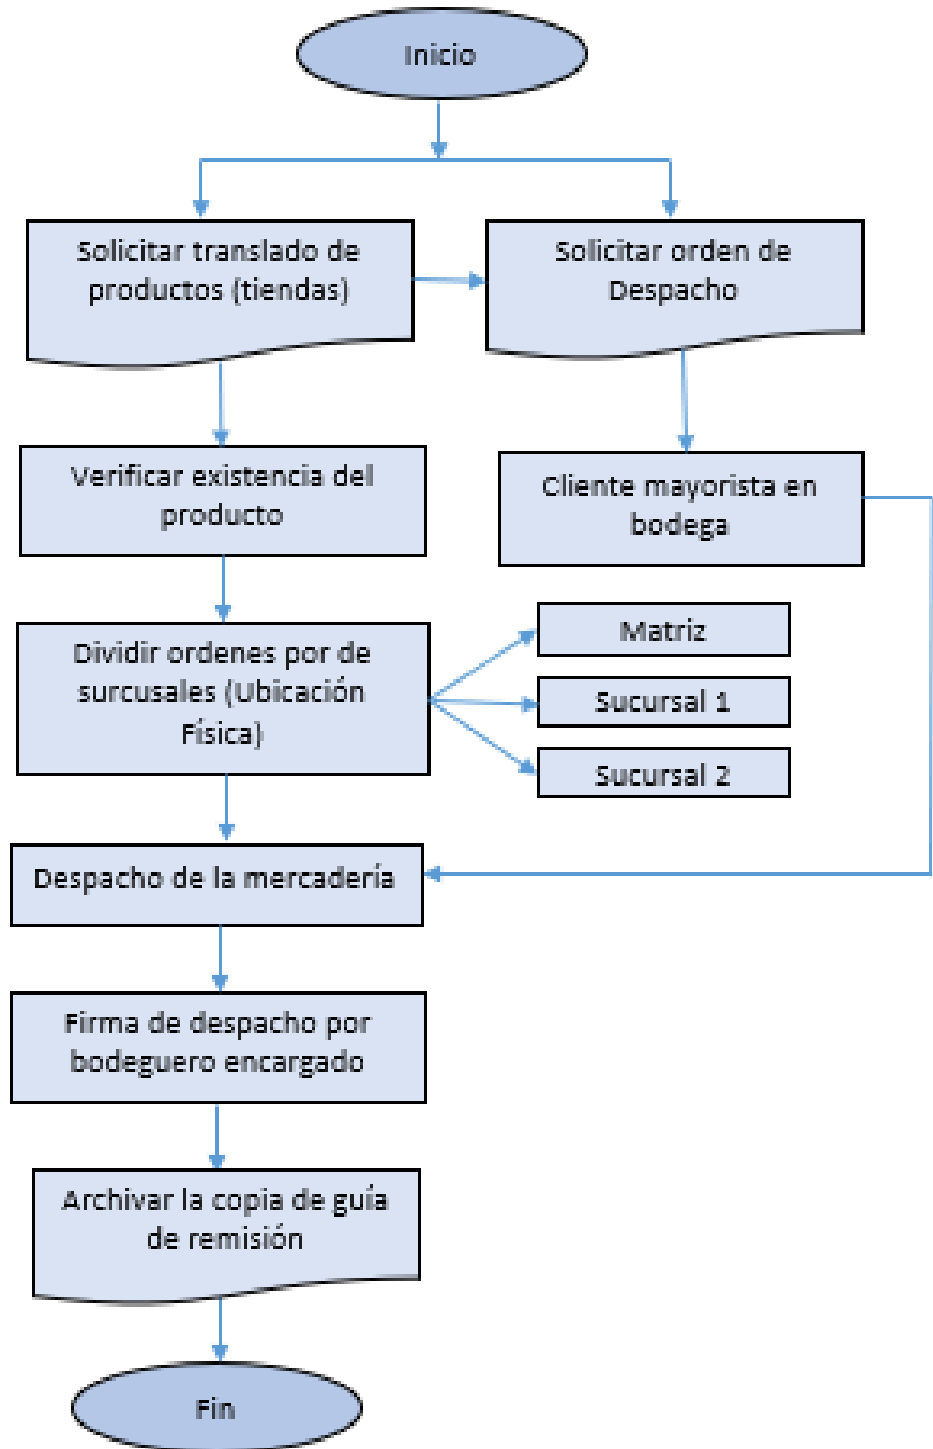 Inicio
Solicitar translado de
productos (tiendas)
Solicitar orden de
Despacho
Verificar existencia del
producto
Cliente mayorista en
bodega
Dividir ordenes por de
surcusales (Ubicación
Física)
Matriz
Sucursal 1
Sucursal 2
Despacho de la mercadería
Firma de despacho por
bodeguero encargado
Archivar la copia de guía
de remisión
Fin